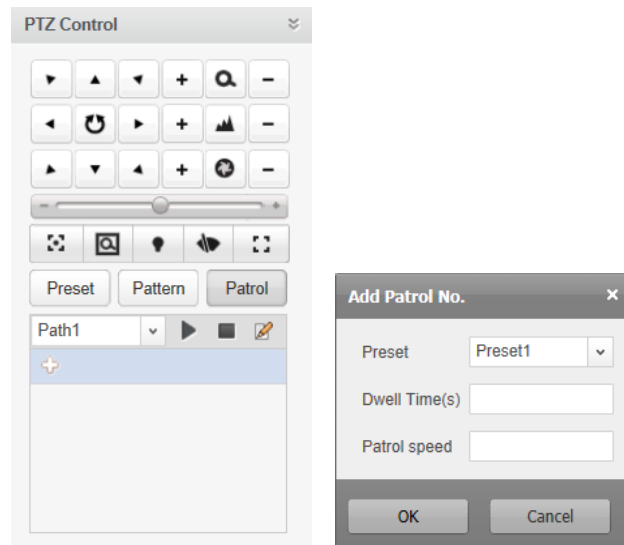 PTZ Control
Preset Pattern Patrol
Path1
Add Patrol No.
Preset Preset1
Dwell Time(s)
Patrol speed
OK Cancel